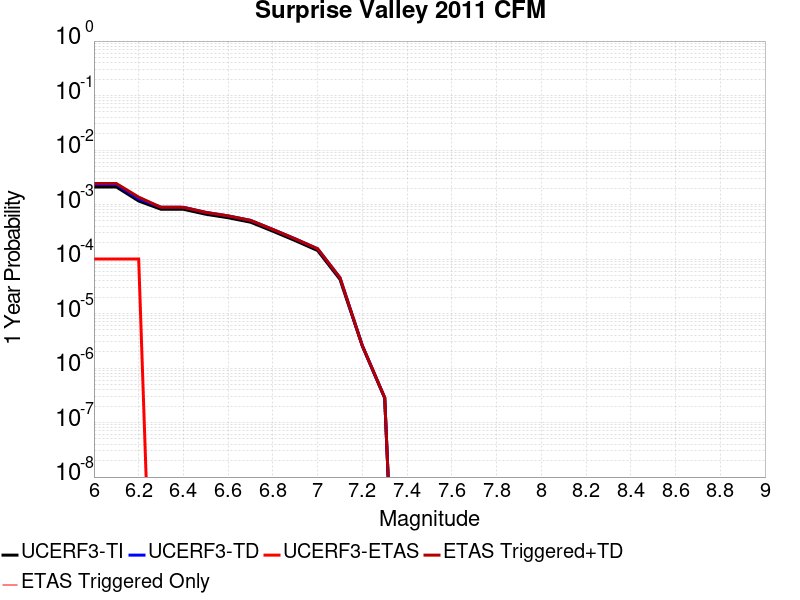 Surprise Valley 2011 CFM
10^0
10^-1
10^-2
10^-3
10^-4
10^-5
10^-6
10^-7
10^-8
1 Year Probability
6 6.2 6.4 6.6 6.8 7 7.2 7.4 7.6 7.8 8 8.2 8.4 8.6 8.8 9
Magnitude
UCERF3-TI UCERF3-TD UCERF3-ETAS ETAS Triggered+TD
ETAS Triggered Only